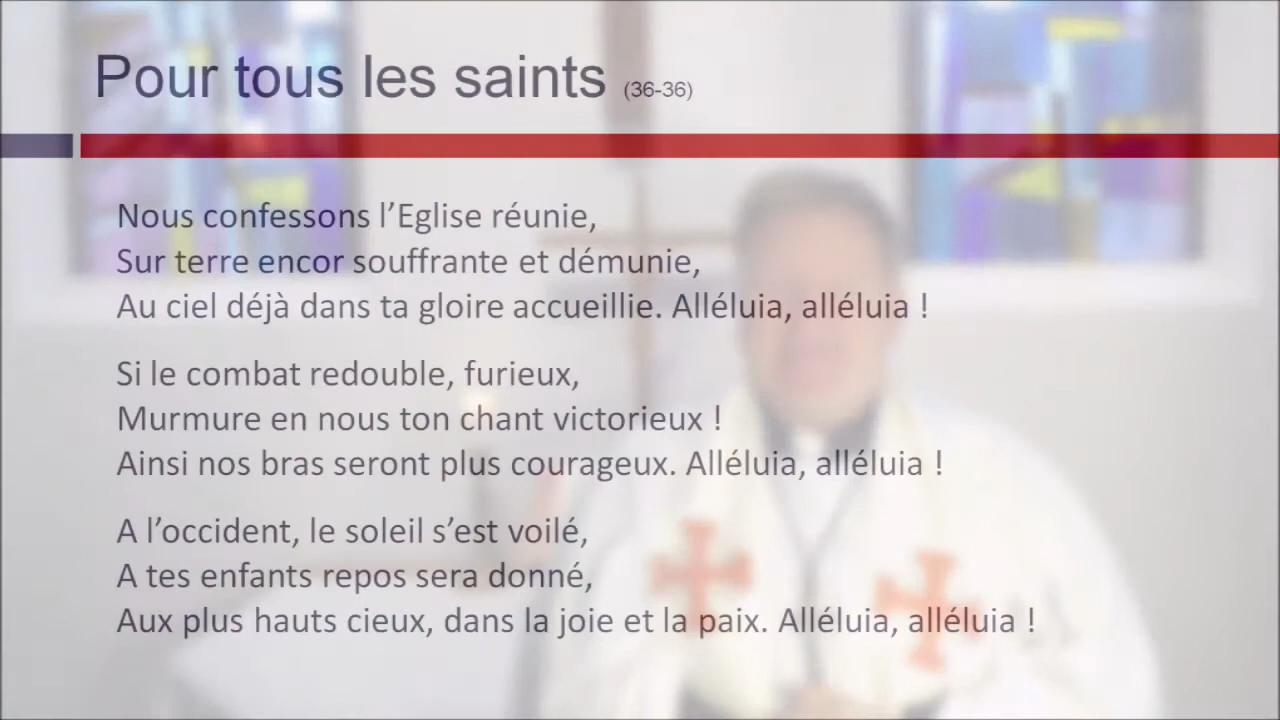 Pour tous les saints (36-36)
Nous confessons l’Eglise réunie,
Sur terre encor souffrante et démunie,
Au ciel déjà dans ta gloire accueillie. Alléluia, alléluia !
Si le combat redouble, furieux,
Murmure en nous ton chant victorieux !
Ainsi nos bras seront plus courageux. Alléluia, alléluia !
A l’occident, le soleil s’est voilé,
A tes enfants repos sera donné,
Aux plus hauts cieux, dans la joie et la paix. Alléluia, alléluia !